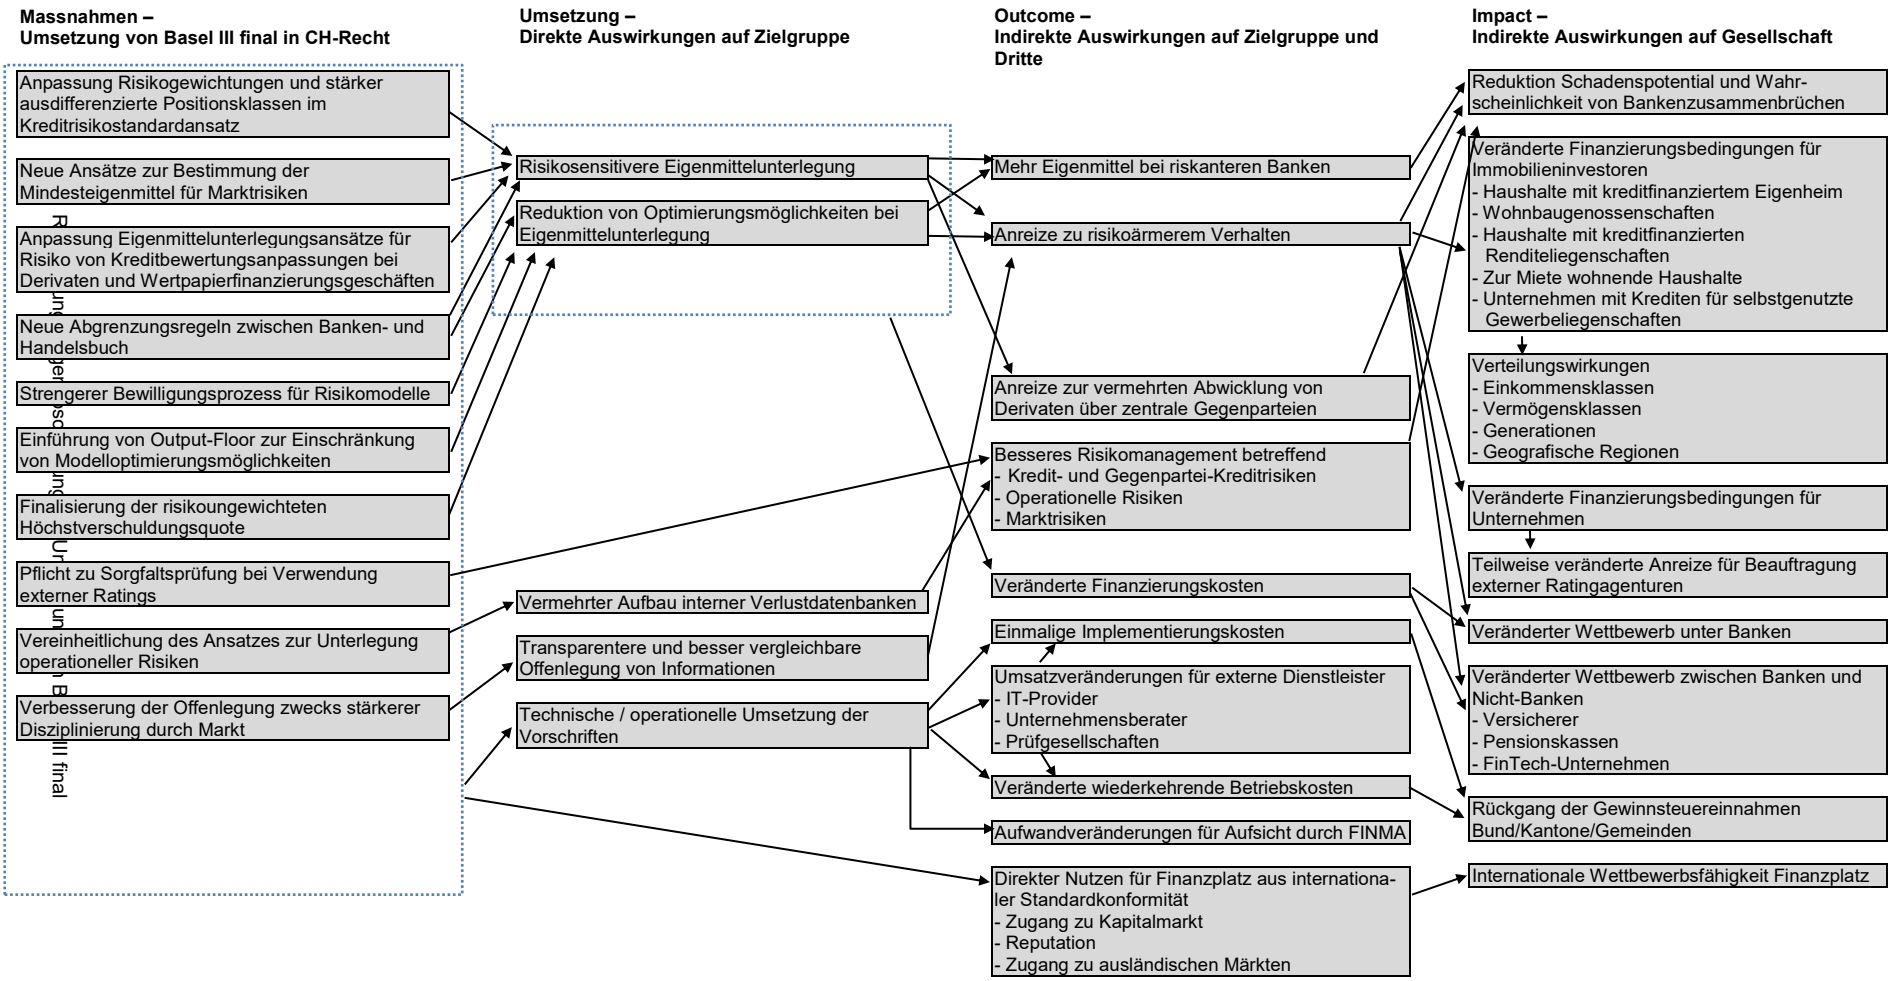 Massnahmen –
Umsetzung von Basel III final in CH-Recht
Anpassung Risikogewichtungen und stärker
ausdifferenzierte Positionsklassen im
Kreditrisikostandardansatz
Neue Ansätze zur Bestimmung der
Mindesteigenmittel für Marktrisiken
Anpassung Eigenmittelunterlegungsansätze für
Risiko von Kreditbewertungsanpassungen bei
Derivaten und Wertpapierfinanzierungsgeschäften
Neue Abgrenzungsregeln zwischen Banken- und
Handelsbuch
Strengerer Bewilligungsprozess für Risikomodelle
Einführung von Output-Floor zur Einschränkung
von Modelloptimierungsmöglichkeiten
Finalisierung der risikoungewichteten
Höchstverschuldungsquote
Pflicht zu Sorgfaltsprüfung bei Verwendung
externer Ratings
Vereinheitlichung des Ansatzes zur Unterlegung
operationeller Risiken
Verbesserung der Offenlegung zwecks stärkerer
Disziplinierung durch Markt
III final
Umsetzung –
Direkte Auswirkungen auf Zielgruppe
Risikosensitivere Eigenmittelunterlegung
Reduktion von Optimierungsmöglichkeiten bei
Eigenmittelunterlegung
Vermehrter Aufbau interner Verlustdatenbanken
Transparentere und besser vergleichbare
Offenlegung von Informationen
Technische / operationelle Umsetzung der
Vorschriften
Outcome –
Indirekte Auswirkungen auf Zielgruppe und
Dritte
Mehr Eigenmittel bei riskanteren Banken
Anreize zu risikoärmerem Verhalten
Anreize zur vermehrten Abwicklung von
Derivaten über zentrale Gegenparteien
Besseres Risikomanagement betreffend
- Kredit- und Gegenpartei-Kreditrisiken
- Operationelle Risiken
- Marktrisiken
Veränderte Finanzierungskosten
Einmalige Implementierungskosten
Umsatzveränderungen für externe Dienstleister
- IT-Provider
- Unternehmensberater
- Prüfgesellschaften
Veränderte wiederkehrende Betriebskosten
Aufwandveränderungen für Aufsicht durch FINMA
Direkter Nutzen für Finanzplatz aus internationa-
ler Standardkonformität
- Zugang zu Kapitalmarkt
- Reputation
- Zugang zu ausländischen Märkten
Impact –
Indirekte Auswirkungen auf Gesellschaft
Reduktion Schadenspotential und Wahr-
scheinlichkeit von Bankenzusammenbrüchen
Veränderte Finanzierungsbedingungen für
Immobilieninvestoren
- Haushalte mit kreditfinanziertem Eigenheim
- Wohnbaugenossenschaften
- Haushalte mit kreditfinanzierten
Renditeliegenschaften
- Zur Miete wohnende Haushalte
- Unternehmen mit Krediten für selbstgenutzte
Gewerbeliegenschaften
Verteilungswirkungen
- Einkommensklassen
- Vermögensklassen
- Generationen
- Geografische Regionen
Veränderte Finanzierungsbedingungen für
Unternehmen
Teilweise veränderte Anreize für Beauftragung
externer Ratingagenturen
Veränderter Wettbewerb unter Banken
Veränderter Wettbewerb zwischen Banken und
Nicht-Banken
- Versicherer
- Pensionskassen
- FinTech-Unternehmen
Rückgang der Gewinnsteuereinnahmen
Bund/Kantone/Gemeinden
Internationale Wettbewerbsfähigkeit Finanzplatz